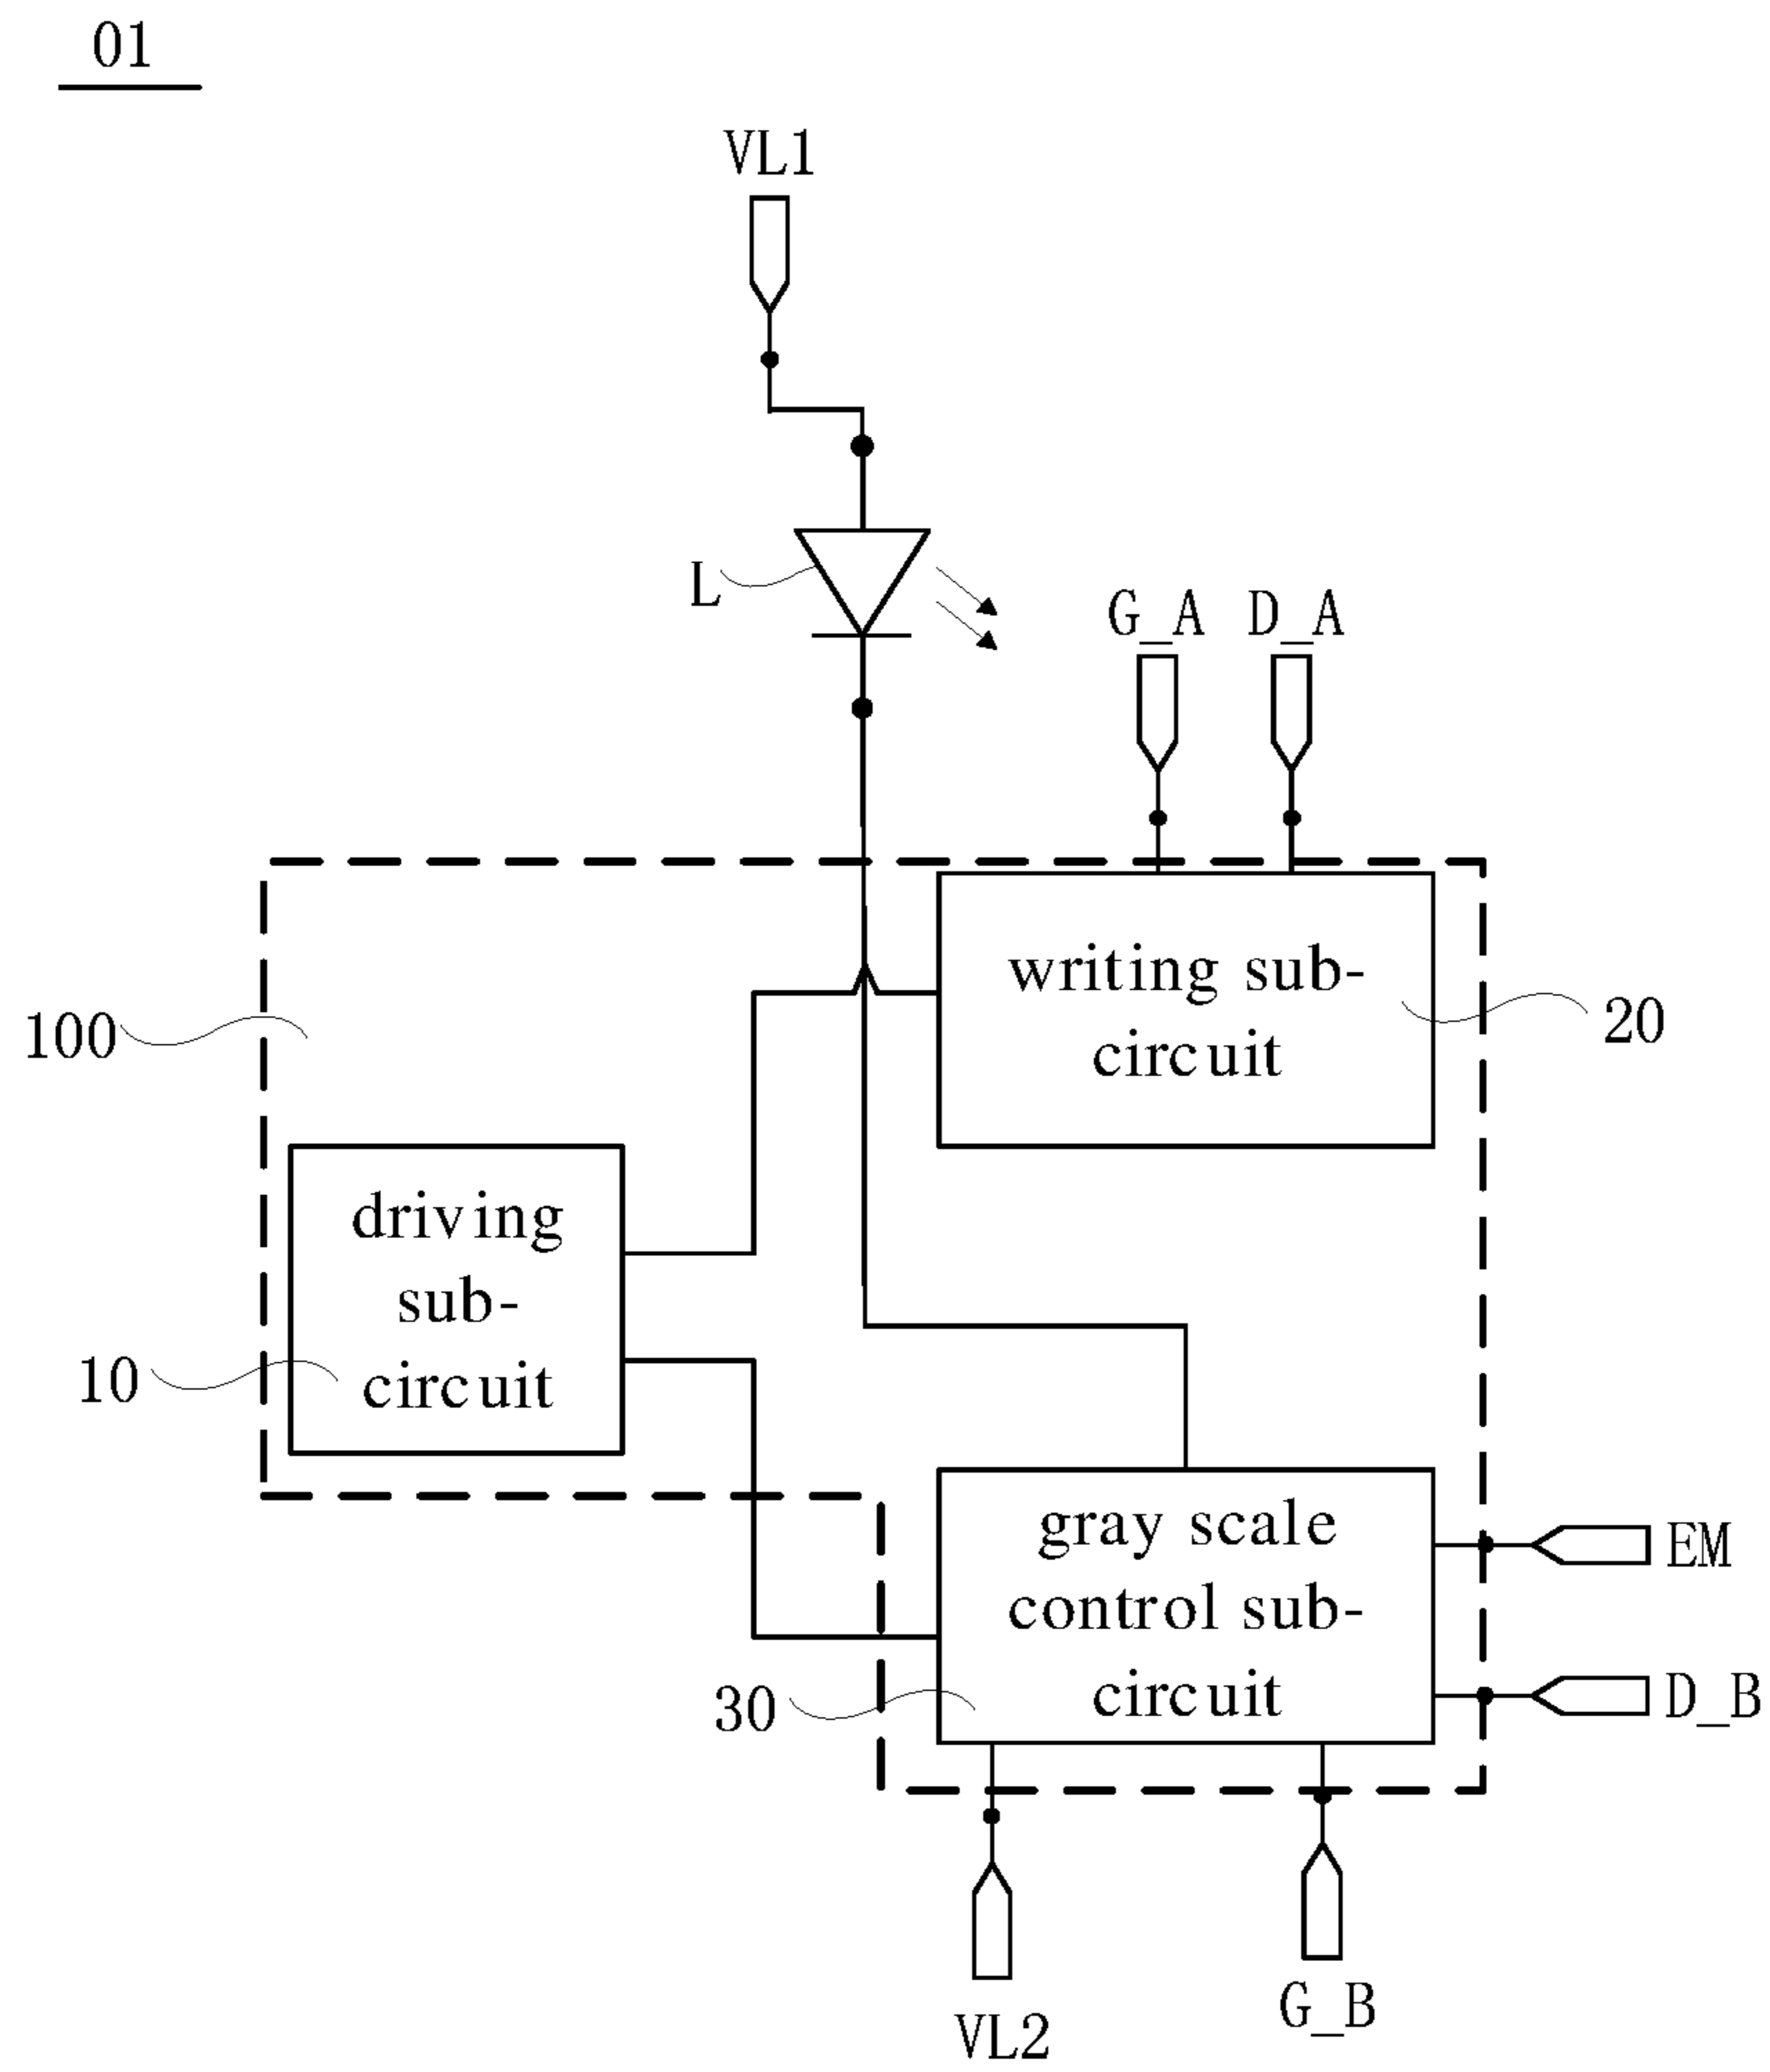 01
VL1
L
G_A
D_A
writing sub-
circuit
20
100
driving
sub-
circuit
10
gray scale
control sub-
circuit
30
EM
D_B
VL2
G_B